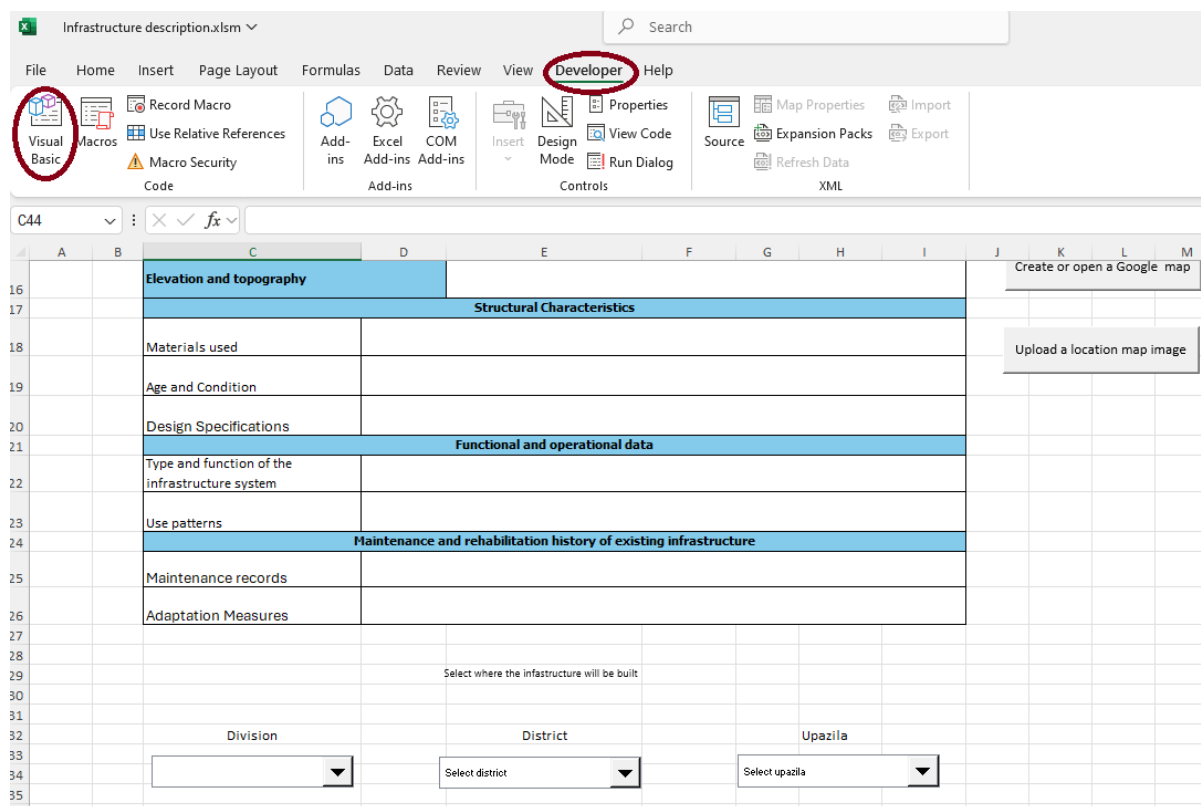 Infrastructure description.xlsm
Search
File Home Insert Page Layout Formulas Data Review View Developer Help
Visual Basic
Macros
Record Macro
Use Relative References
Macro Security
Code
Add-ins
Excel Add-ins
COM Add-ins
Add-ins
Insert
Design Mode
Properties
View Code
Run Dialog
Controls
Source
Map Properties
Expansion Packs
Refresh Data
Import
Export
XML
C44
fx
A B C D E F G H I J K L M
16 Elevation and topography
Create or open a Google map
17 Structural Characteristics
18 Materials used
Upload a location map image
19 Age and Condition
20 Design Specifications
21 Functional and operational data
22 Type and function of the
infrastructure system
23 Use patterns
24 Maintenance and rehabilitation history of existing infrastructure
25 Maintenance records
26 Adaptation Measures
27
28
29 Select where the infastructure will be built
30
31
32 Division District Upazila
33
34 Select district Select upazila
35